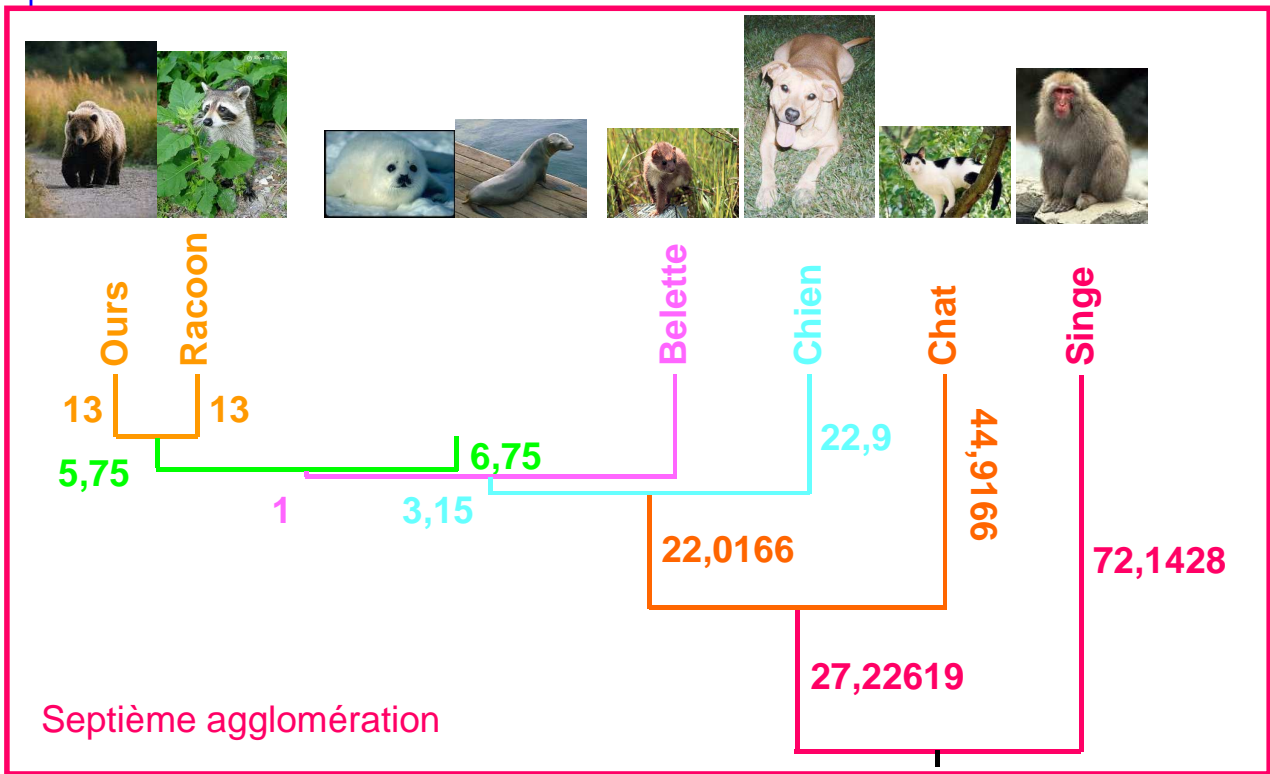 Ours
Racoon
Belette
Chien
Chat
Singe
13
13
5,75
6,75
1
3,15
22,9
44,9166
22,0166
72,1428
27,22619
Septième agglomération